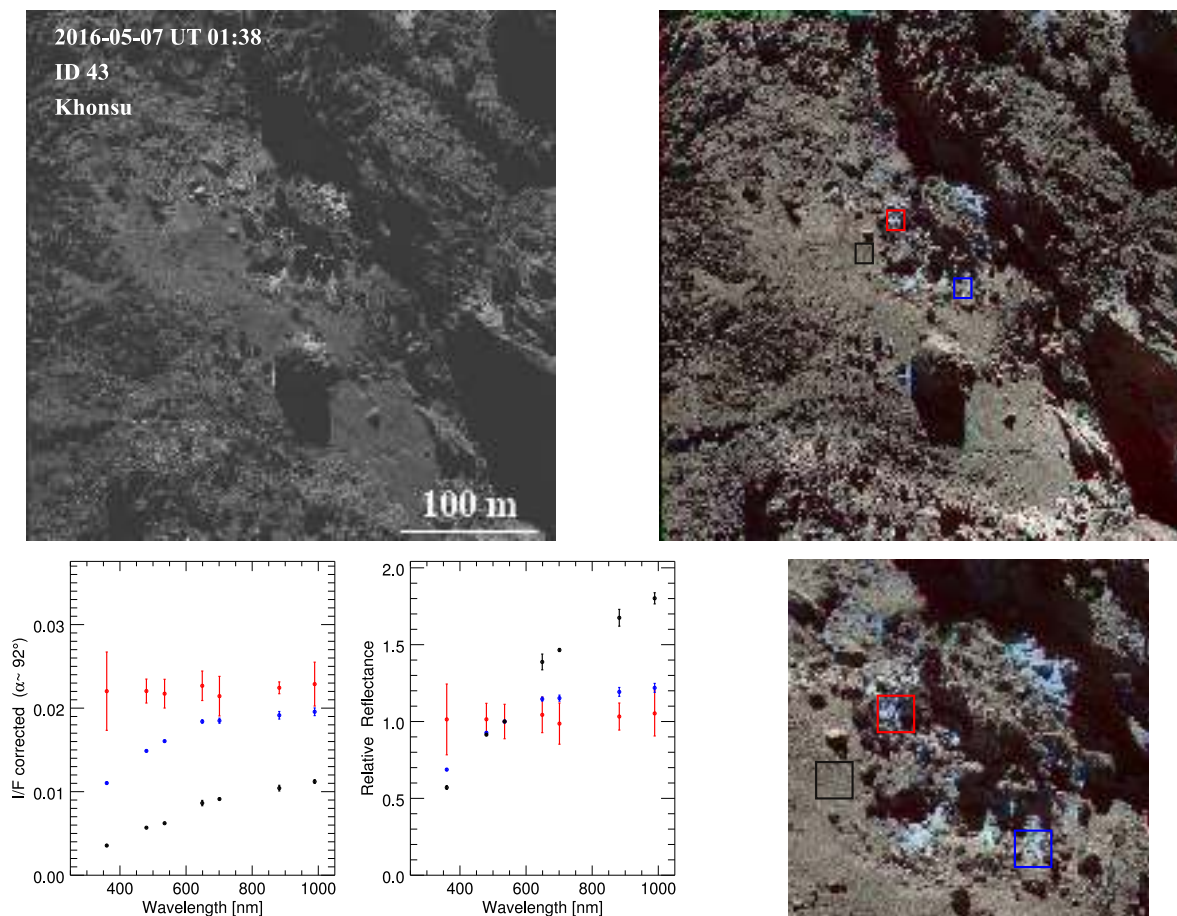 2016-05-07 UT 01:38
ID 43
Khonsu
100 m
I/F corrected (α~ 92°)
0.03
0.02
0.01
0.00
400 600 800 1000
Wavelength [nm]
Relative Reflectance
2.0
1.5
1.0
0.5
0.0
400 600 800 1000
Wavelength [nm]